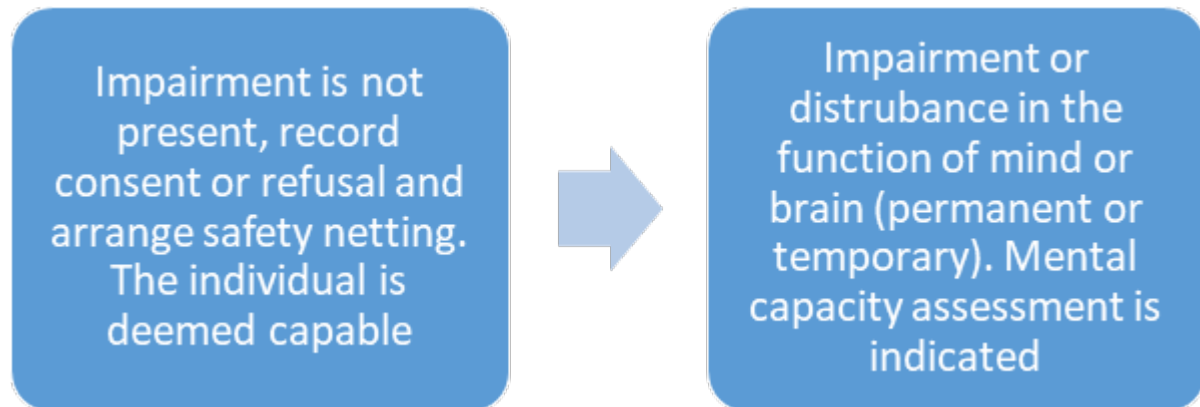 Impairment is not
present, record
consent or refusal and
arrange safety netting.
The individual is
deemed capable
Impairment or
distrubance in the
function of mind or
brain (permanent or
temporary). Mental
capacity assessment is
indicated